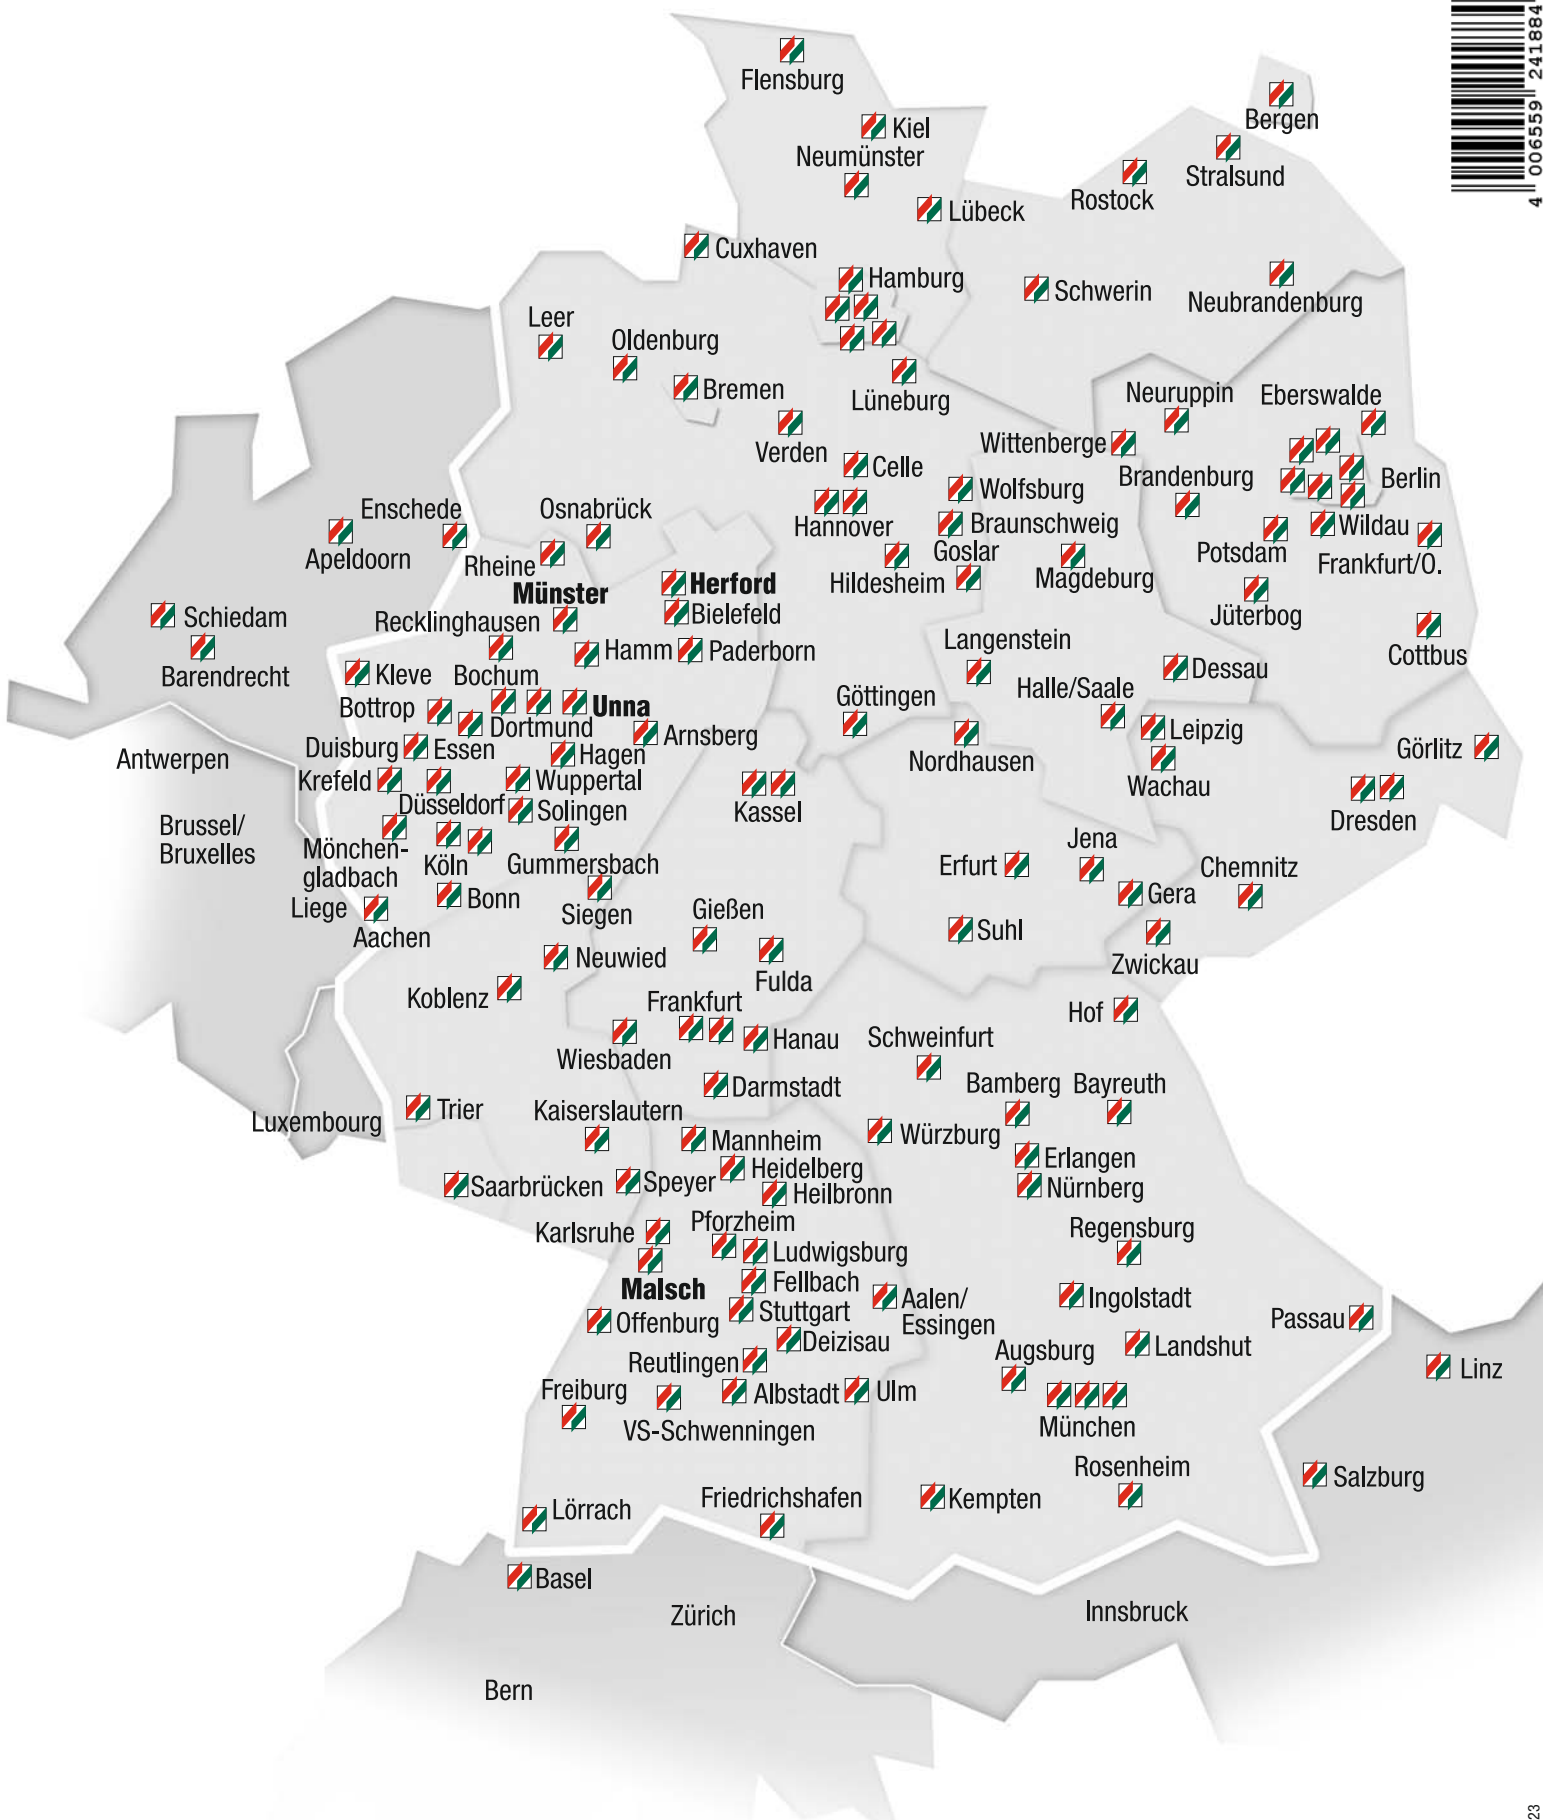 4 006559 241884
Flensburg
Bergen
Kiel
Neumünster
Stralsund
Rostock
Lübeck
Cuxhaven
Hamburg
Schwerin
Neubrandenburg
Leer
Oldenburg
Bremen
Lüneburg
Neuruppin
Eberswalde
Verden
Wittenberge
Celle
Brandenburg
Berlin
Wolfsburg
Enschede
Osnabrück
Hannover
Braunschweig
Wildau
Apeldoorn
Rheine
Goslar
Potsdam
Frankfurt/O.
Hildesheim
Magdeburg
Münster
Herford
Schiedam
Recklinghausen
Bielefeld
Jüterbog
Barendrecht
Hamm
Paderborn
Langenstein
Cottbus
Kleve
Bochum
Dessau
Göttingen
Halle/Saale
Bottrop
Unna
Dortmund
Leipzig
Antwerpen
Duisburg
Essen
Hagen
Arnsberg
Nordhausen
Görlitz
Krefeld
Wuppertal
Wachau
Düsseldorf
Solingen
Kassel
Dresden
Brussel/
Bruxelles
Mönchen-
gladbach
Köln
Gummersbach
Jena
Erfurt
Chemnitz
Liege
Bonn
Siegen
Gera
Aachen
Gießen
Suhl
Neuwied
Fulda
Zwickau
Koblenz
Frankfurt
Hof
Wiesbaden
Hanau
Schweinfurt
Darmstadt
Bamberg
Bayreuth
Luxembourg
Trier
Kaiserslautern
Mannheim
Würzburg
Heidelberg
Erlangen
Saarbrücken
Speyer
Heilbronn
Nürnberg
Karlsruhe
Pforzheim
Regensburg
Ludwigsburg
Malsch
Fellbach
Aalen/
Essingen
Ingolstadt
Stuttgart
Offenburg
Passau
Deizisau
Landshut
Reutlingen
Augsburg
Linz
Freiburg
Albstadt
Ulm
VS-Schwenningen
München
Rosenheim
Salzburg
Friedrichshafen
Kempten
Lörrach
Basel
Zürich
Innsbruck
Bern
23